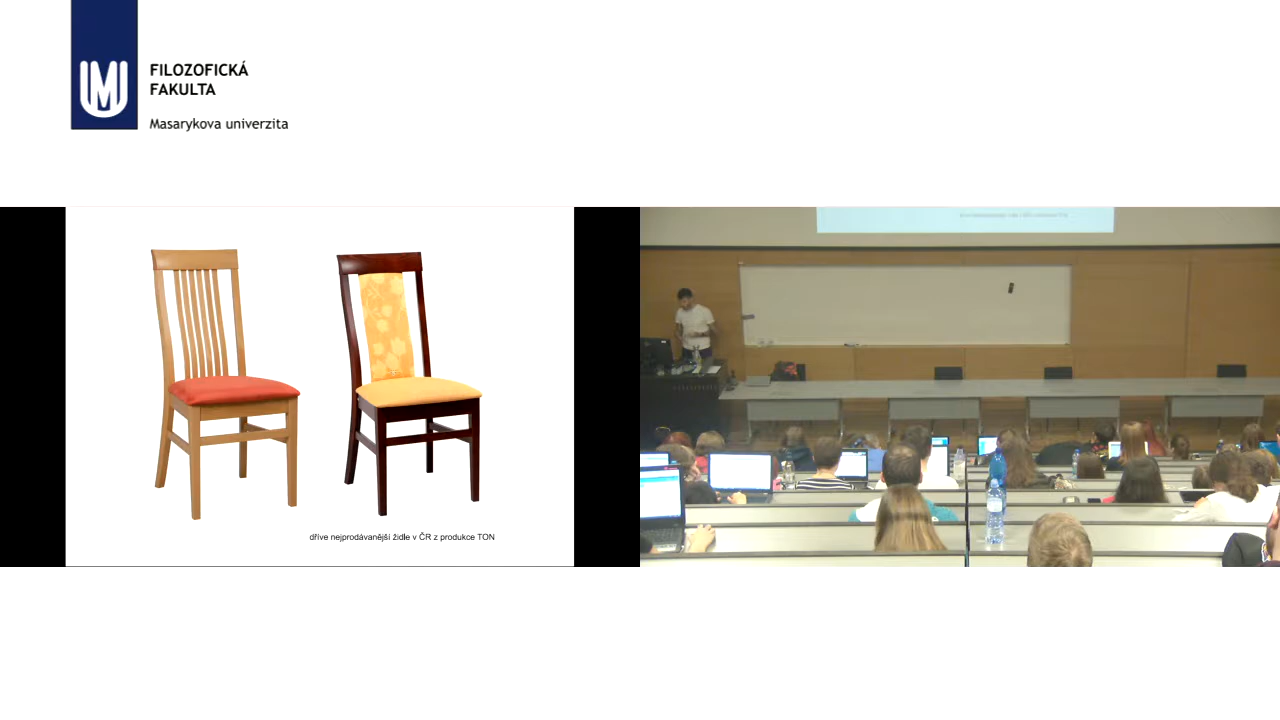 FILOZOFICKÁ
FAKULTA
Masarykova univerzita
dříve nejprodávanější židle v ČR z produkce TON